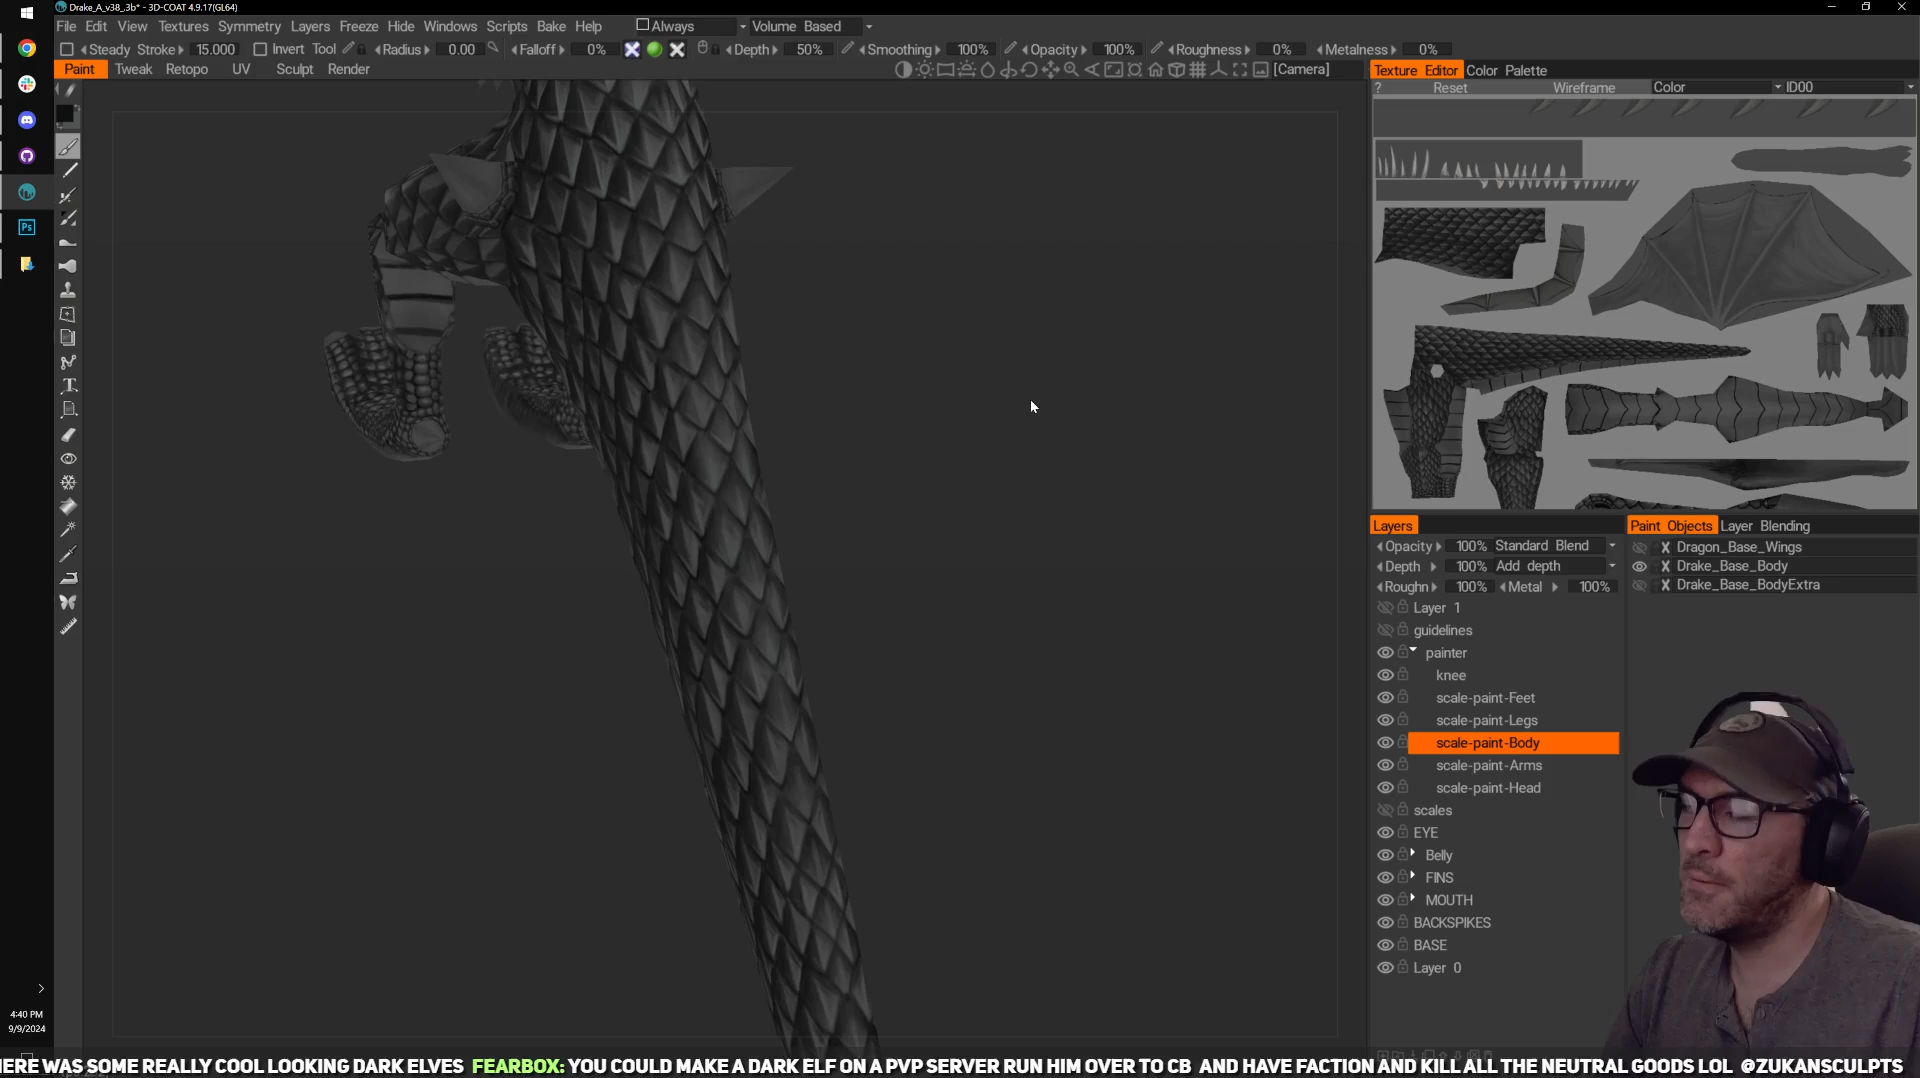 Drake_A_v38_.3b* - 3D-COAT 4.9.17(GL64)
File Edit View Textures Symmetry Layers Freeze Hide Windows Scripts Bake Help Always Volume Based
Steady Stroke 15.000 Invert Tool Radius 0.00 Falloff 0% Depth 50% Smoothing 100% Opacity 100% Roughness 0% Metalness 0%
Paint Tweak Retopo UV Sculpt Render [Camera]
Texture Editor Color Palette
? Reset Wireframe Color ID00
Layers
Opacity 100% Standard Blend
Depth 100% Add depth
Roughn 100% Metal 100%
Layer 1
guidelines
painter
knee
scale-paint-Feet
scale-paint-Legs
scale-paint-Body
scale-paint-Arms
scale-paint-Head
scales
EYE
Belly
FINS
MOUTH
BACKSPIKES
BASE
Layer 0
Paint Objects Layer Blending
Dragon_Base_Wings
Drake_Base_Body
Drake_Base_BodyExtra
Ps
4:40 PM
9/9/2024
HERE WAS SOME REALLY COOL LOOKING DARK ELVES FEARBOX: YOU COULD MAKE A DARK ELF ON A PVP SERVER RUN HIM OVER TO CB AND HAVE FACTION AND KILL ALL THE NEUTRAL GOODS LOL @ZUKANSCULPTS